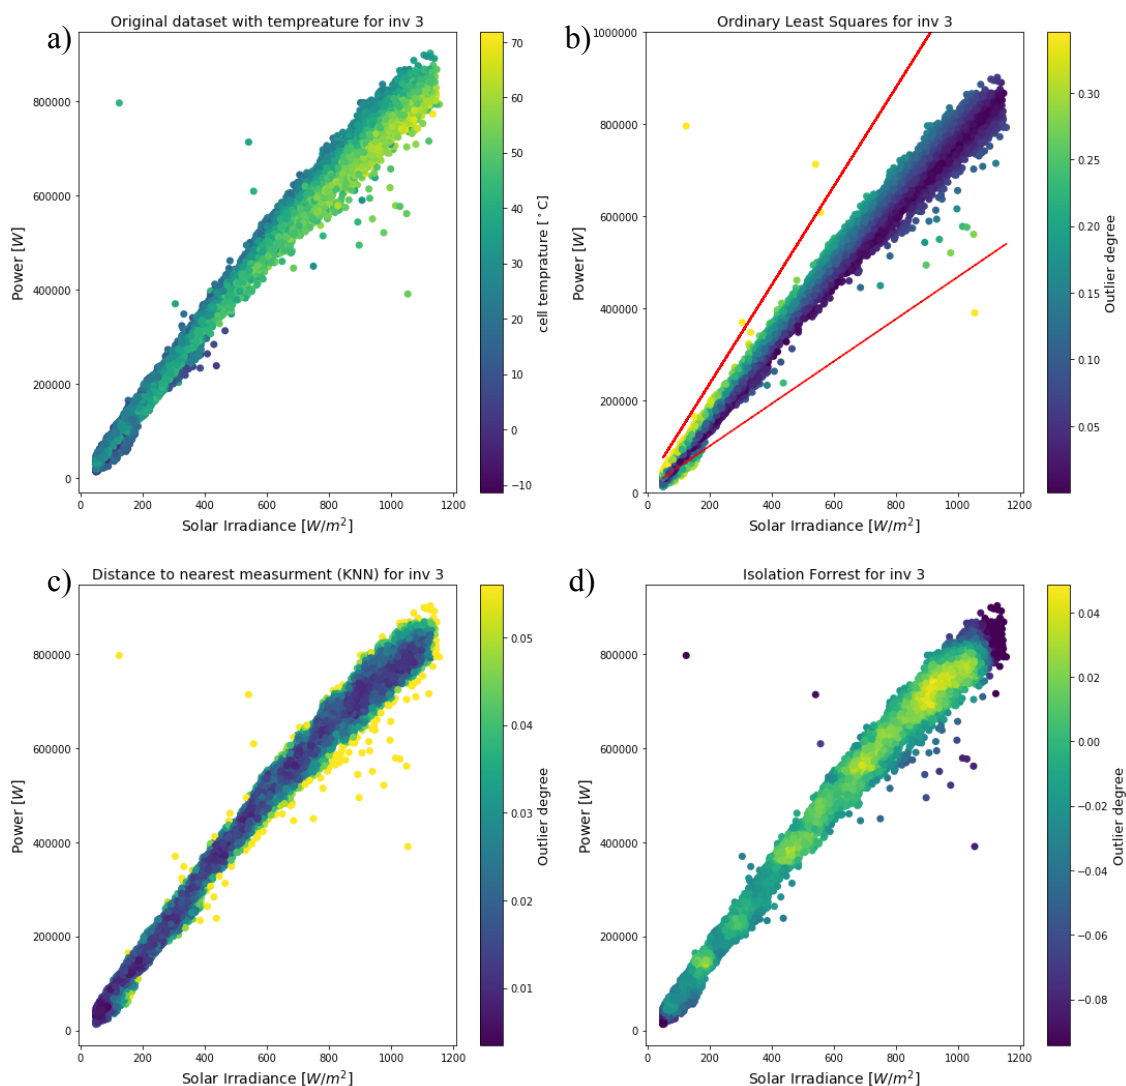 a)
Original dataset with tempreature for inv 3
800000
600000
400000
200000
0
Power [W]
0 200 400 600 800 1000 1200
Solar Irradiance [W/m²]
70
60
50
40
30
20
10
0
−10
cell temprature [°C]
b)
Ordinary Least Squares for inv 3
1000000
800000
600000
400000
200000
0
Power [W]
0 200 400 600 800 1000 1200
Solar Irradiance [W/m²]
0.30
0.25
0.20
0.15
0.10
0.05
Outlier degree
c)
Distance to nearest measurment (KNN) for inv 3
800000
600000
400000
200000
0
Power [W]
0 200 400 600 800 1000 1200
Solar Irradiance [W/m²]
0.05
0.04
0.03
0.02
0.01
Outlier degree
d)
Isolation Forrest for inv 3
800000
600000
400000
200000
0
Power [W]
0 200 400 600 800 1000 1200
Solar Irradiance [W/m²]
0.04
0.02
0.00
−0.02
−0.04
−0.06
−0.08
Outlier degree